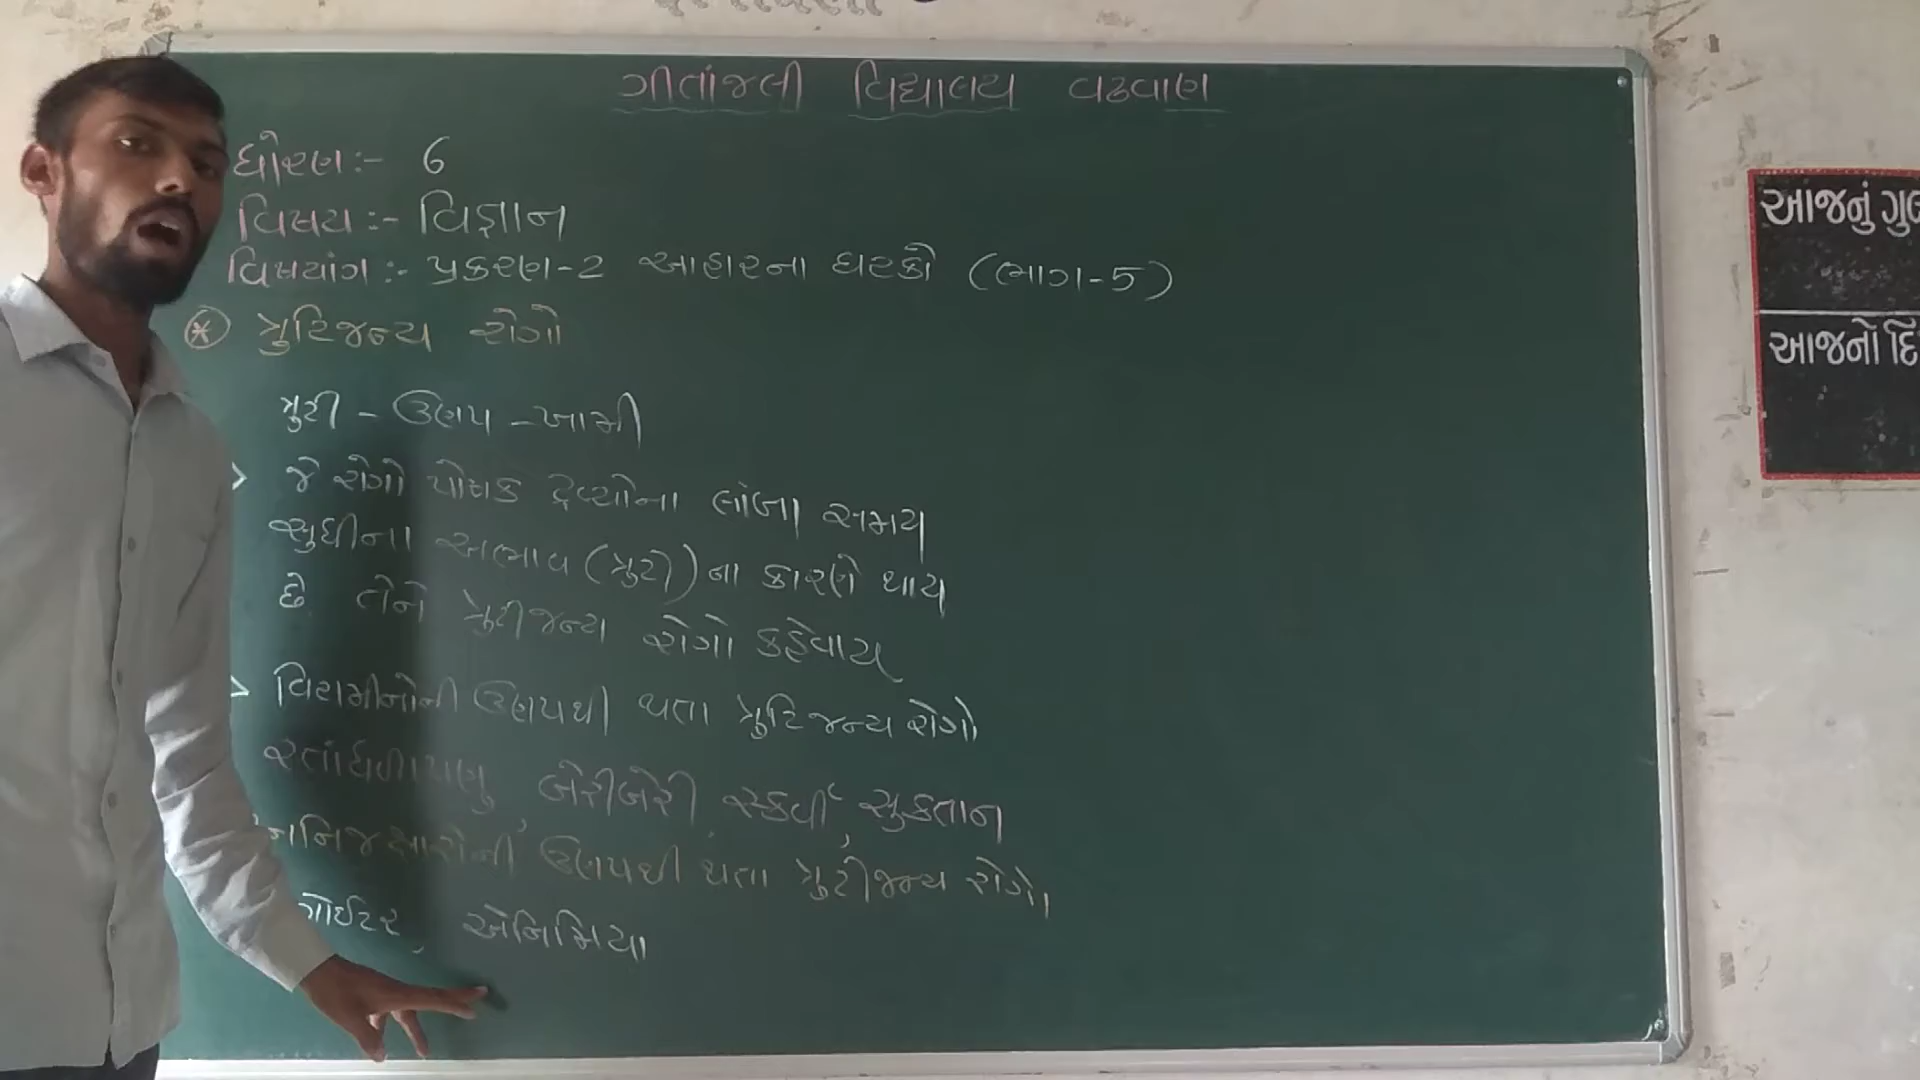 ગીતાંજલી વિદ્યાલય વઢવાણ
ધોરણ:- 6
વિષય:- વિજ્ઞાન
વિષયાંગ:- પ્રકરણ-2 આહારના ઘટકો (ભાગ-5)
* ત્રુટિજન્ય રોગો
ત્રુટી - ઉણપ - ખામી
> જે રોગો પોષક દ્રવ્યોના લાંબા સમય
સુધીના અભાવ (ત્રુટી) ના કારણે થાય
છે તેને ત્રુટીજન્ય રોગો કહેવાય
> વિટામીનોની ઉણપથી થતા ત્રુટિજન્ય રોગો
રતાંધળાપણુ, બેરીબેરી, સ્કર્વી, સુકતાન
ખનિજક્ષારોની ઉણપથી થતા ત્રુટીજન્ય રોગો
ગોઈટર, એનિમિયા
આજનું
આજનો